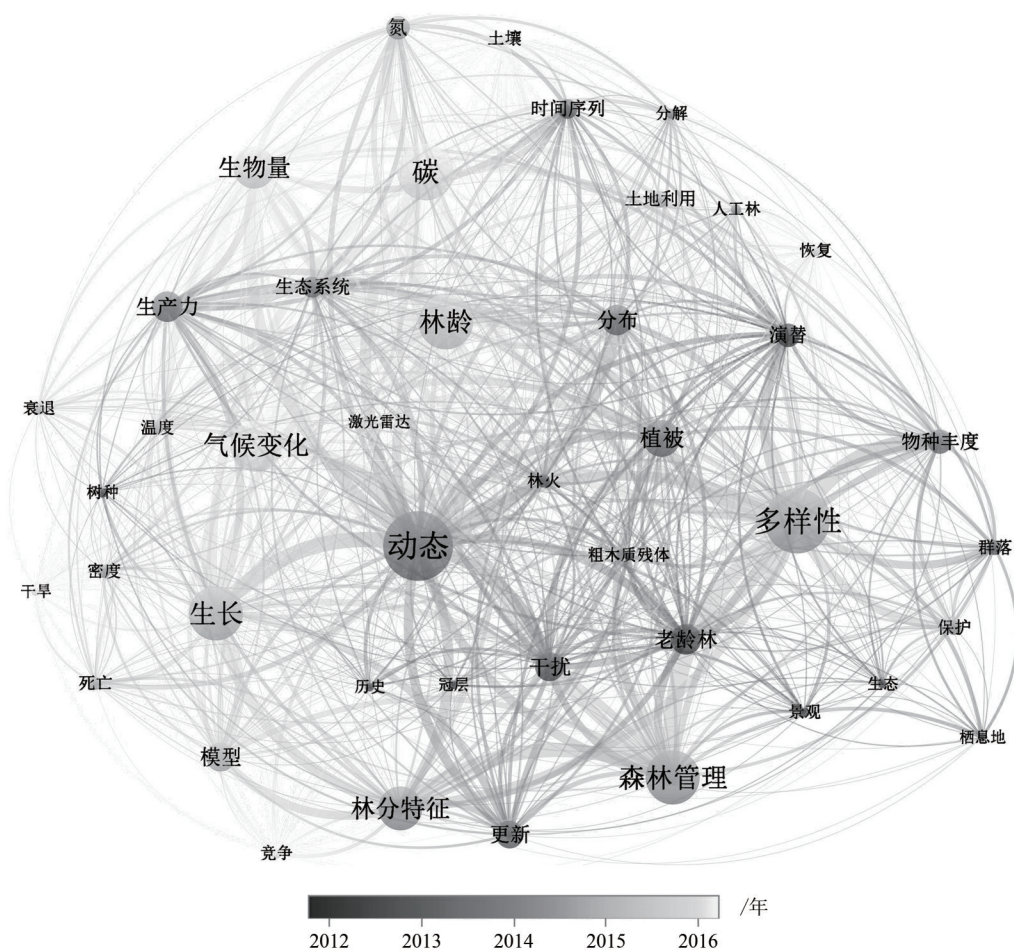 氮
土壤
时间序列
分解
生物量
碳
土地利用
人工林
恢复
生态系统
生产力
林龄
分布
演替
衰退
温度
激光雷达
气候变化
植被
物种丰度
林火
树种
多样性
动态
粗木质残体
群落
密度
干旱
生长
保护
老龄林
干扰
死亡
历史
冠层
生态
景观
栖息地
模型
森林管理
林分特征
更新
竞争
/年
2012 2013 2014 2015 2016